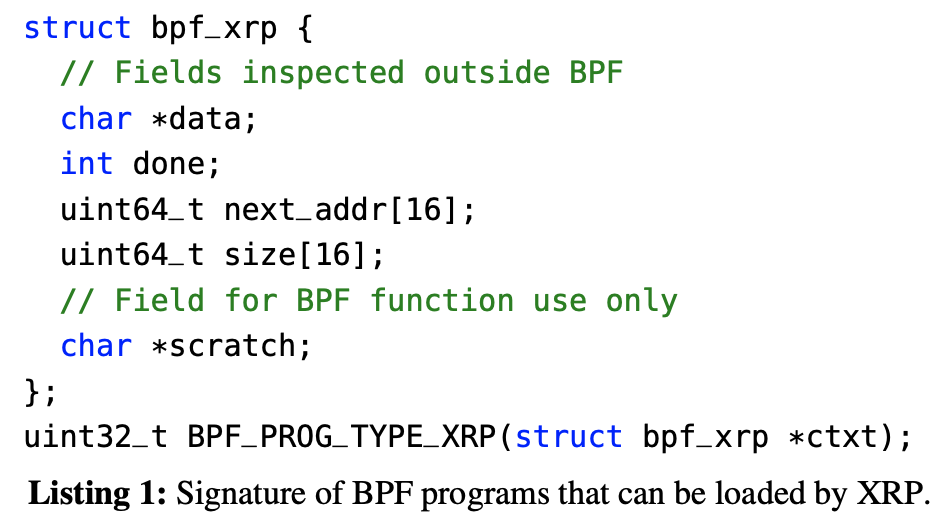 struct bpf_xrp {
  // Fields inspected outside BPF
  char *data;
  int done;
  uint64_t next_addr[16];
  uint64_t size[16];
  // Field for BPF function use only
  char *scratch;
};
uint32_t BPF_PROG_TYPE_XRP(struct bpf_xrp *ctxt);
Listing 1: Signature of BPF programs that can be loaded by XRP.